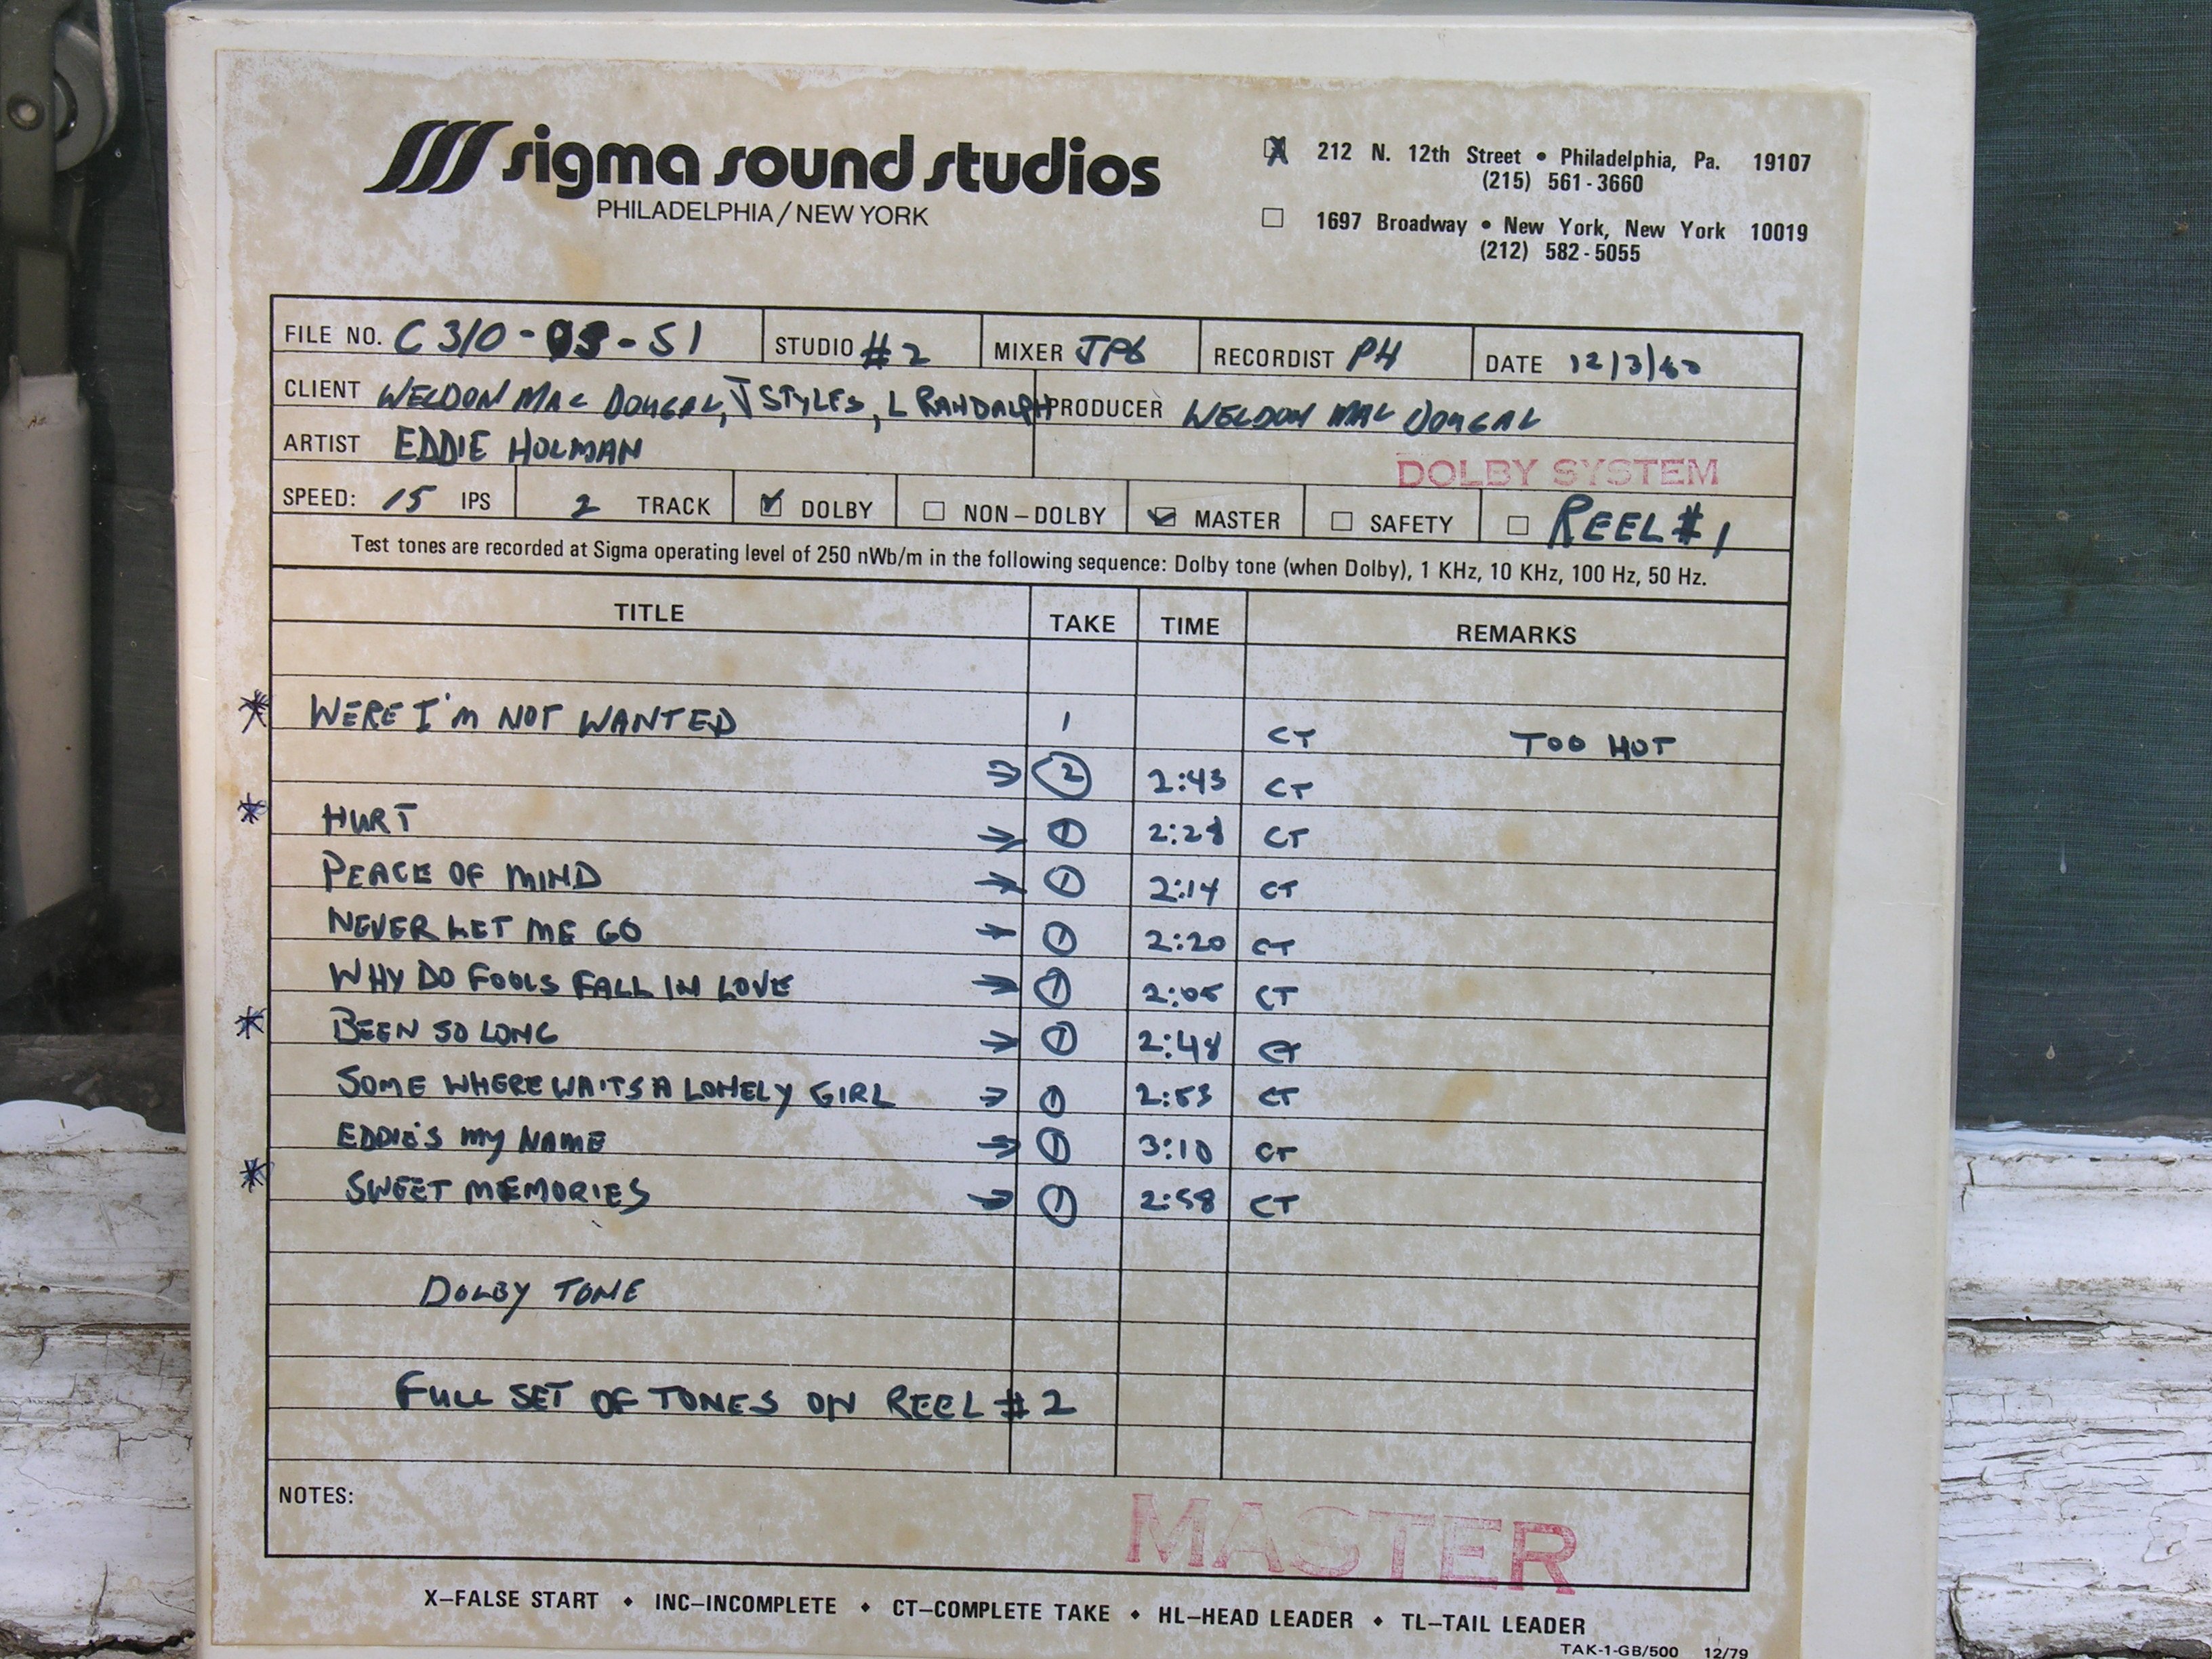 sigma sound studios
PHILADELPHIA/NEW YORK
212 N. 12th Street • Philadelphia, Pa. 19107
(215) 561-3660
1697 Broadway • New York, New York 10019
(212) 582-5055
FILE NO. C 310- -51 STUDIO #2 MIXER RECORDIST PH DATE
CLIENT WELDON MAC DOUGAL, J STYLES, L RANDALPH PRODUCER WELDON MAC DOUGAL
ARTIST EDDIE HOLMAN
DOLBY SYSTEM
SPEED: 15 IPS 2 TRACK DOLBY NON-DOLBY MASTER SAFETY REEL #1
Test tones are recorded at Sigma operating level of 250 nWb/m in the following sequence: Dolby tone (when Dolby), 1 KHz, 10 KHz, 100 Hz, 50 Hz.
TITLE TAKE TIME REMARKS
* WERE I'M NOT WANTED 1 CT TOO HOT
→ 2 2:43 CT
* HURT → 1 2:28 CT
PEACE OF MIND → 1 2:14 CT
NEVER LET ME GO → 1 2:20 CT
WHY DO FOOLS FALL IN LOVE → 1 2:05 CT
* BEEN SO LONG → 1 2:48 CT
SOME WHERE WAITS A LONELY GIRL → 1 2:53 CT
EDDIE'S MY NAME → 1 3:10 CT
* SWEET MEMORIES → 1 2:58 CT
DOLBY TONE
FULL SET OF TONES ON REEL #2
NOTES:
MASTER
X–FALSE START ♦ INC–INCOMPLETE ♦ CT–COMPLETE TAKE ♦ HL–HEAD LEADER ♦ TL–TAIL LEADER
TAK-1-GB/500 12/79